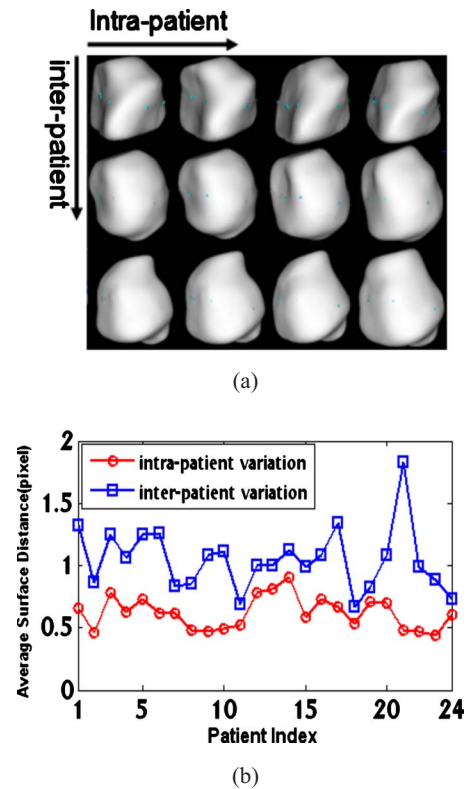 Intra-patient
inter-patient
(a)
2
1.5
1
0.5
0
Average Surface Distance(pixel)
intra-patient variation
inter-patient variation
1 5 10 15 20 24
Patient Index
(b)